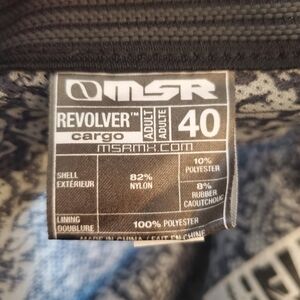 MSR
REVOLVER™ ADULT 40
cargo ADULTE
MSRMX.COM
SHELL 82% 10%
EXTÉRIEUR NYLON POLYESTER
8%
RUBBER
CAOUTCHOUC
LINING 100% POLYESTER
DOUBLURE
MADE IN CHINA / FAIT EN CHINE